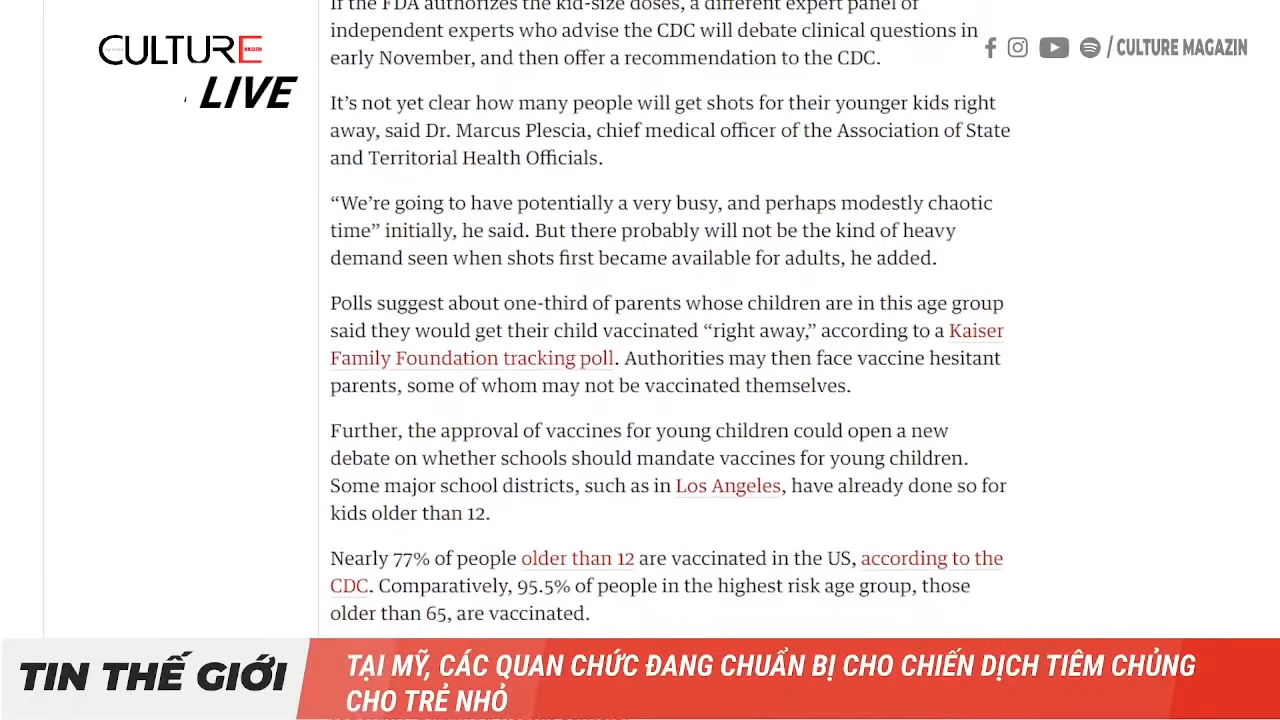 If the FDA authorizes the kid-size doses, a different expert panel of
CULTURE
MAGAZIN
LIVE
/ CULTURE MAGAZIN
independent experts who advise the CDC will debate clinical questions in
early November, and then offer a recommendation to the CDC.
It’s not yet clear how many people will get shots for their younger kids right
away, said Dr. Marcus Plescia, chief medical officer of the Association of State
and Territorial Health Officials.
“We’re going to have potentially a very busy, and perhaps modestly chaotic
time” initially, he said. But there probably will not be the kind of heavy
demand seen when shots first became available for adults, he added.
Polls suggest about one-third of parents whose children are in this age group
said they would get their child vaccinated “right away,” according to a Kaiser
Family Foundation tracking poll. Authorities may then face vaccine hesitant
parents, some of whom may not be vaccinated themselves.
Further, the approval of vaccines for young children could open a new
debate on whether schools should mandate vaccines for young children.
Some major school districts, such as in Los Angeles, have already done so for
kids older than 12.
Nearly 77% of people older than 12 are vaccinated in the US, according to the
CDC. Comparatively, 95.5% of people in the highest risk age group, those
older than 65, are vaccinated.
TIN THẾ GIỚI
TẠI MỸ, CÁC QUAN CHỨC ĐANG CHUẨN BỊ CHO CHIẾN DỊCH TIÊM CHỦNG
CHO TRẺ NHỎ